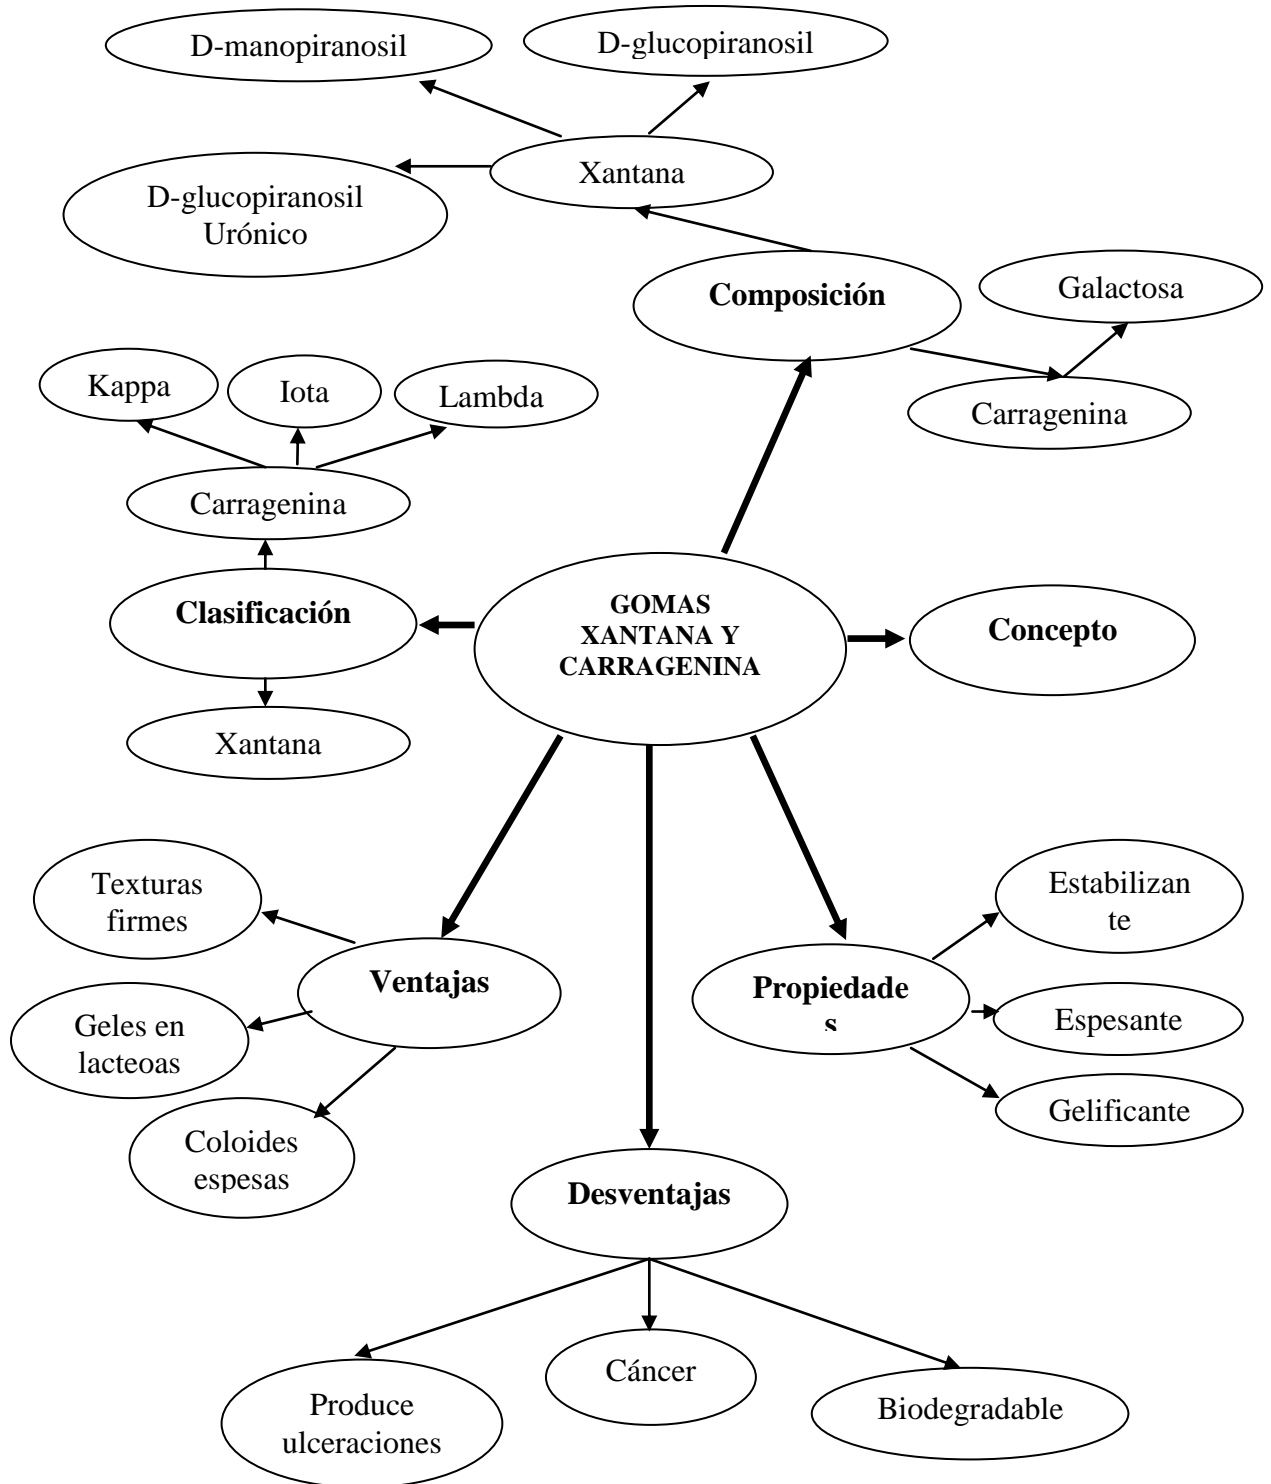 D-manopiranosil
D-glucopiranosil
Xantana
D-glucopiranosil
Urónico
Composición
Galactosa
Carragenina
Kappa
Iota
Lambda
Carragenina
Clasificación
Xantana
GOMAS
XANTANA Y
CARRAGENINA
Concepto
Texturas
firmes
Ventajas
Geles en
lacteoas
Coloides
espesas
Propiedade
s
Estabilizan
te
Espesante
Gelificante
Desventajas
Produce
ulceraciones
Cáncer
Biodegradable